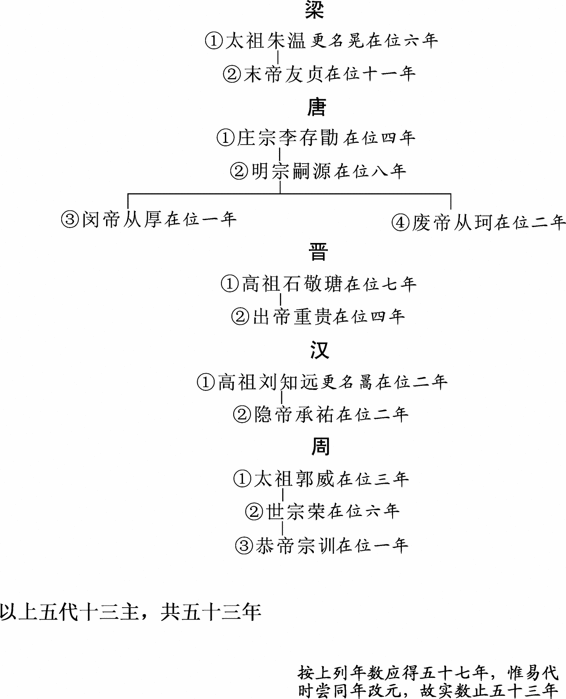 梁
①太祖朱温更名晃在位六年
②末帝友贞在位十一年
唐
①庄宗李存勖在位四年
②明宗嗣源在位八年
③闵帝从厚在位一年
④废帝从珂在位二年
晋
①高祖石敬瑭在位七年
②出帝重贵在位四年
汉
①高祖刘知远更名暠在位二年
②隐帝承祐在位二年
周
①太祖郭威在位三年
②世宗荣在位六年
③恭帝宗训在位一年
以上五代十三主，共五十三年
按上列年数应得五十七年，惟易代
时尝同年改元，故实数止五十三年